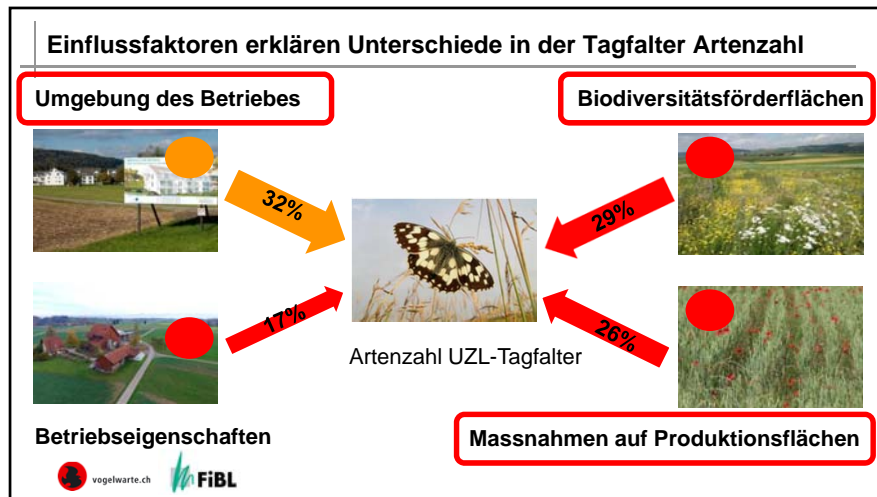 Einflussfaktoren erklären Unterschiede in der Tagfalter Artenzahl
Umgebung des Betriebes
Biodiversitätsförderflächen
32%
29%
17%
26%
Artenzahl UZL-Tagfalter
Betriebseigenschaften
Massnahmen auf Produktionsflächen
vogelwarte.ch
FiBL